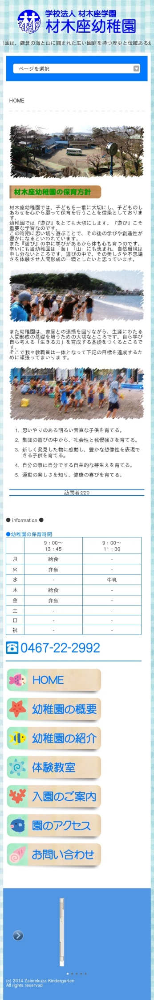 学校法人 材木座学園
材木座幼稚園
園は、鎌倉の海と山に囲まれた広い園庭を持つ歴史と伝統ある
ページを選択
HOME
材木座幼稚園の保育方針
材木座幼稚園では、子どもを一番に大切にし、子どものし
あわせを心から願って保育を行うことを信条としておりま
す。
幼稚園では『遊び』をとても大切にします。『遊び』こそ
重要な学習なのです。
この時期に思い切り遊ぶことで、その後の学びや創造性が
豊かになるといわれています。
また『遊び』の中に学びがあるから体も心も育つのです。
幸いにも当幼稚園は「海」「山」にも恵まれ、自然環境は
申し分ないところです。遊びの中で、その美しさや不思議
さを体験させ人間形成の一環としたいと思っています。
また幼稚園は、家庭との連携を図りながら、生涯にわたる
人間形成の基礎を培うための大切なところです。自ら学び
自ら考える「生きる力」を育成する基礎をつくるところで
す。
そこで我々教職員は一体となって下記の目標を達成するた
めに頑張ってまいりま す。
1. 思いやりのある明るい素直な子供を育てる。
2. 集団の遊びの中から、社会性と我慢強さを育てる。
3. 新しく発見した物に感動し、豊かな想像性を表現で
きる子供を育てる。
4. 自分の事は自分でする自主的な芽生えを育てる。
5. 運動の楽しさを知り、健康の喜びを育てる。
訪問者:220
● information ●
●幼稚園の保育時間
9：00〜 9：00〜
13：45 11：30
月 給食 -
火 弁当 -
水 - 牛乳
木 給食 -
金 弁当 -
土 - -
日 - -
祝 - -
0467-22-2992
HOME
幼稚園の概要
幼稚園の紹介
体験教室
入園のご案内
園のアクセス
お問い合わせ
(c) 2014 Zaimokuza Kindergarten
All rights reserved